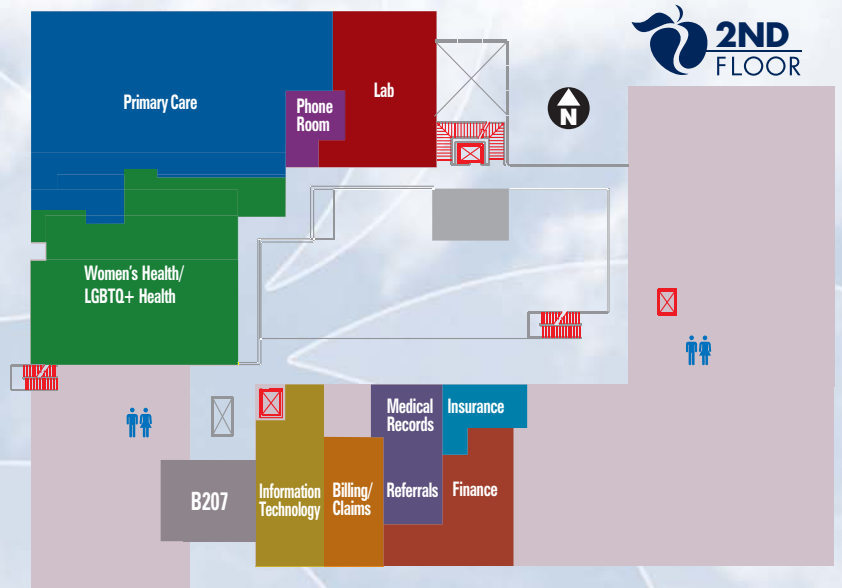 2ND
FLOOR
N
Primary Care
Lab
Phone
Room
Women's Health/
LGBTQ+ Health
Medical
Records
Insurance
B207
Information
Technology
Billing/
Claims
Referrals
Finance